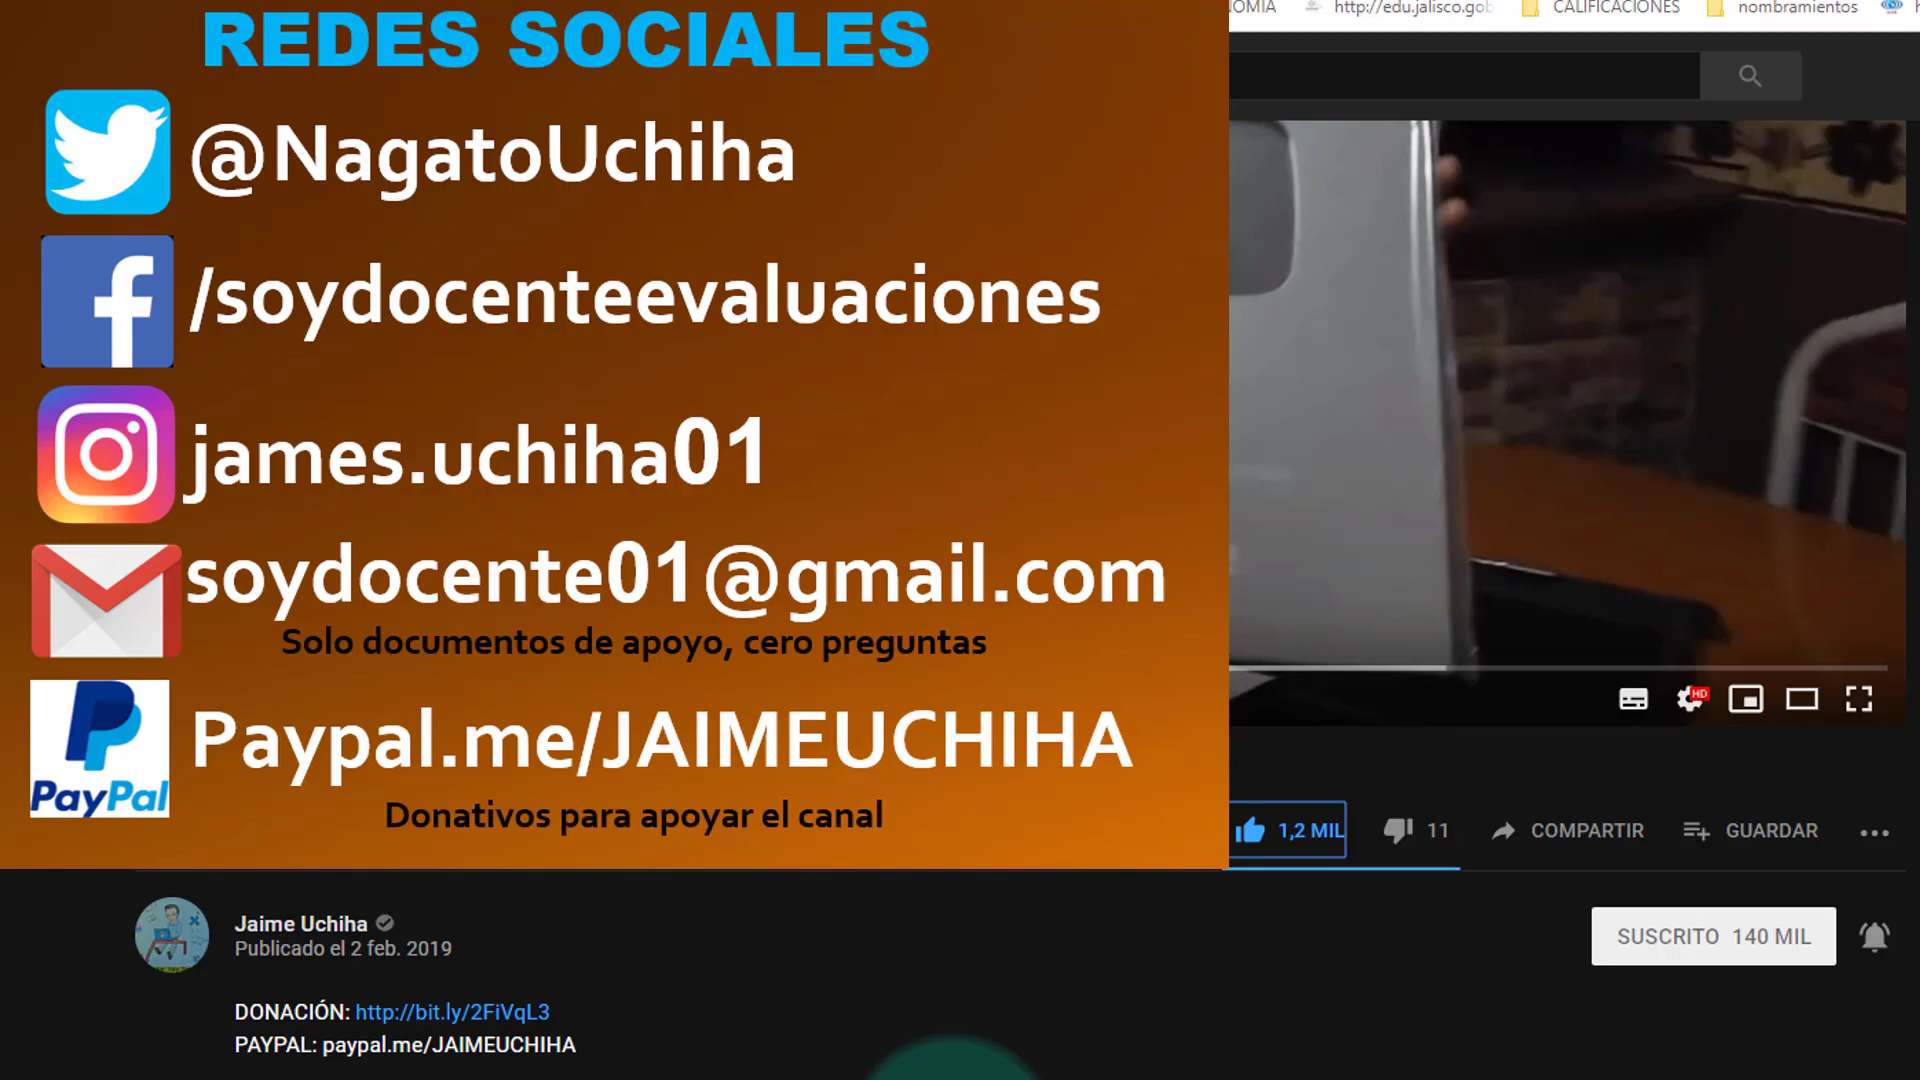 REDES SOCIALES
@NagatoUchiha
/soydocenteevaluaciones
james.uchiha01
soydocente01@gmail.com
Solo documentos de apoyo, cero preguntas
PayPal
Paypal.me/JAIMEUCHIHA
Donativos para apoyar el canal
http://edu.jalisco.gob CALIFICACIONES nombramientos
HD
1,2 MIL 11 COMPARTIR GUARDAR
Jaime Uchiha
Publicado el 2 feb. 2019
SUSCRITO 140 MIL
DONACIÓN: http://bit.ly/2FiVqL3
PAYPAL: paypal.me/JAIMEUCHIHA